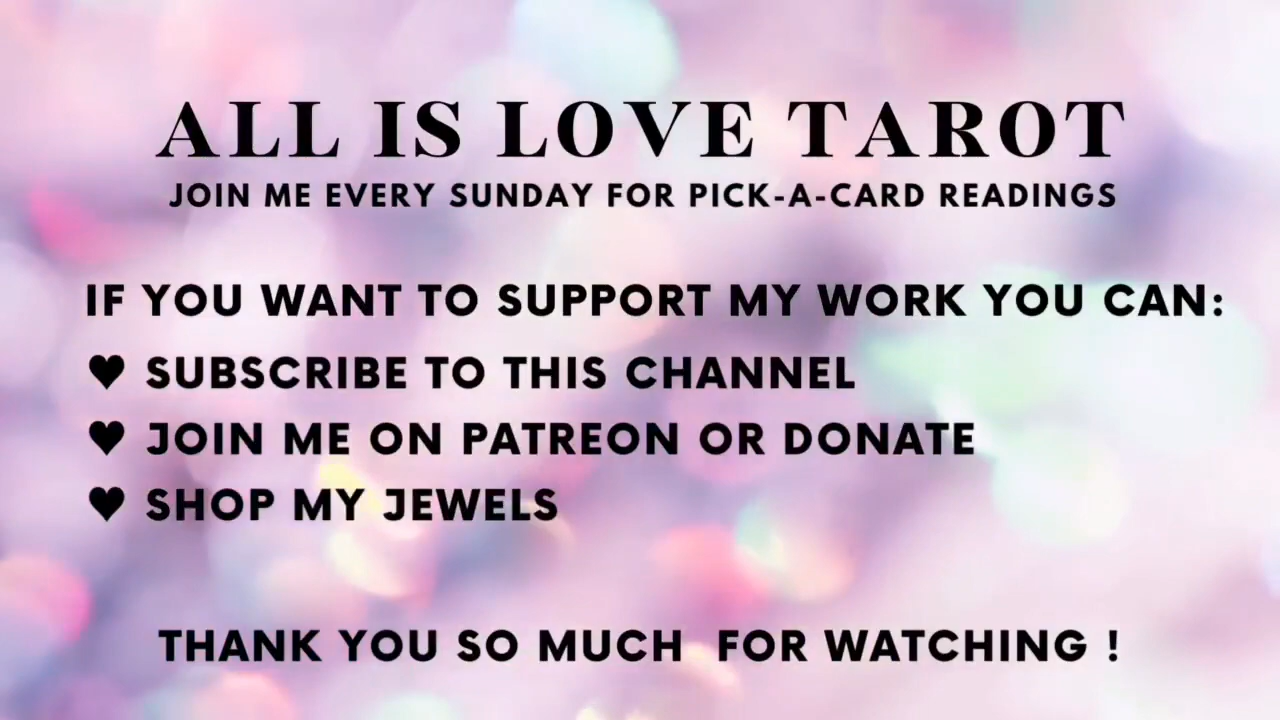 ALL IS LOVE TAROT
JOIN ME EVERY SUNDAY FOR PICK-A-CARD READINGS
IF YOU WANT TO SUPPORT MY WORK YOU CAN:
♥ SUBSCRIBE TO THIS CHANNEL
♥ JOIN ME ON PATREON OR DONATE
♥ SHOP MY JEWELS
THANK YOU SO MUCH  FOR WATCHING !